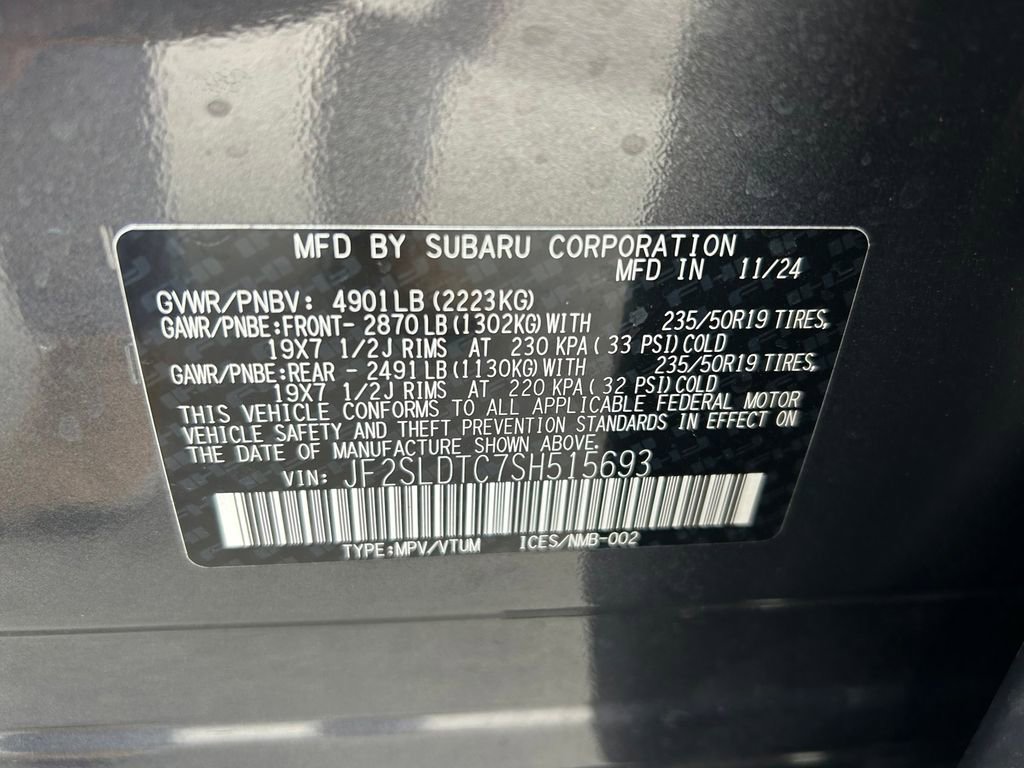 MFD BY SUBARU CORPORATION
MFD IN 11/24
GVWR/PNBV: 4901LB(2223KG)
GAWR/PNBE:FRONT- 2870LB(1302KG)WITH 235/50R19 TIRES,
19X7 1/2J RIMS AT 230 KPA( 33 PSI)COLD
GAWR/PNBE:REAR - 2491LB(1130KG)WITH 235/50R19 TIRES,
19X7 1/2J RIMS AT 220 KPA( 32 PSI)COLD
THIS VEHICLE CONFORMS TO ALL APPLICABLE FEDERAL MOTOR
VEHICLE SAFETY AND THEFT PREVENTION STANDARDS IN EFFECT ON
THE DATE OF MANUFACTURE SHOWN ABOVE.
VIN: JF2SLDTC7SH515693
TYPE:MPV/VTUM ICES/NMB-002